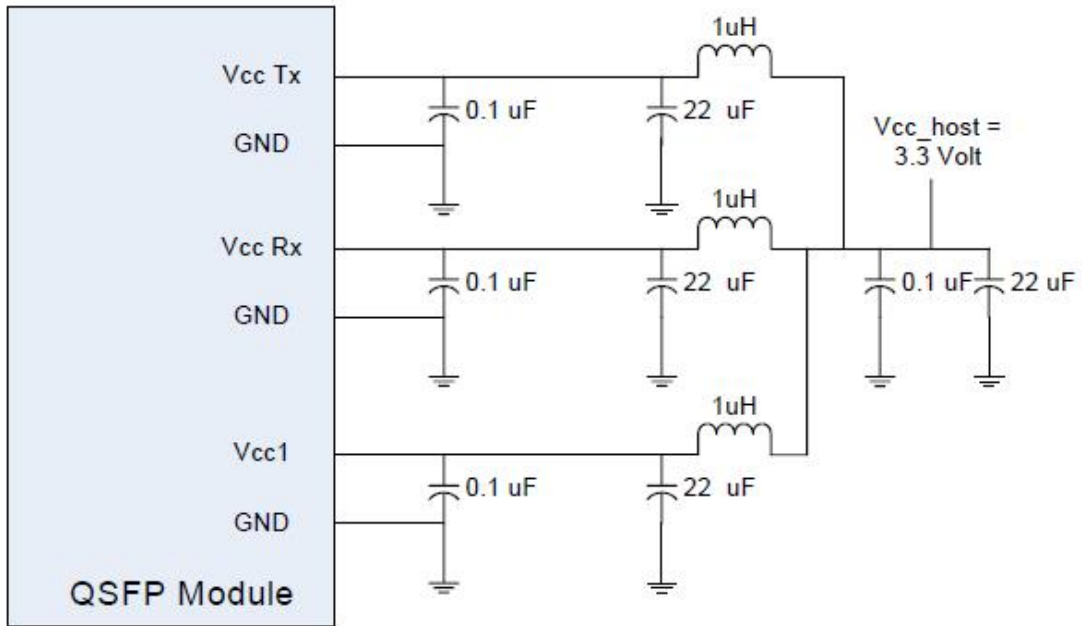 1uH
Vcc Tx
0.1 uF
22 uF
GND
Vcc_host =
3.3 Volt
1uH
Vcc Rx
0.1 uF
22 uF
0.1 uF
22 uF
GND
1uH
Vcc1
0.1 uF
22 uF
GND
QSFP Module